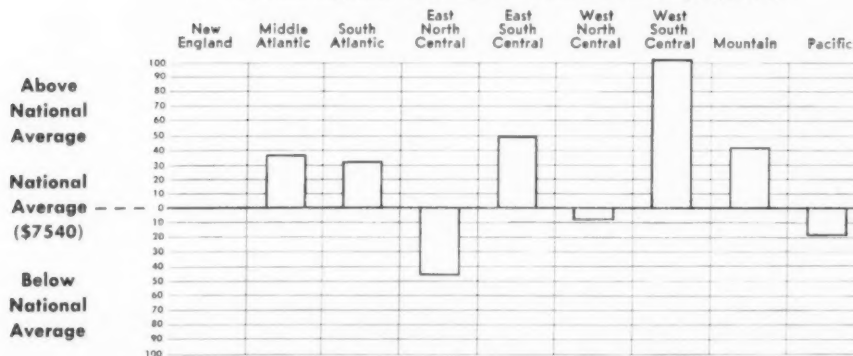 New England
Middle Atlantic
South Atlantic
East North Central
East South Central
West North Central
West South Central
Mountain
Pacific
Above
National
Average
National
Average
($7540)
Below
National
Average
100
90
80
70
60
50
40
30
20
10
0
10
20
30
40
50
60
70
80
90
100